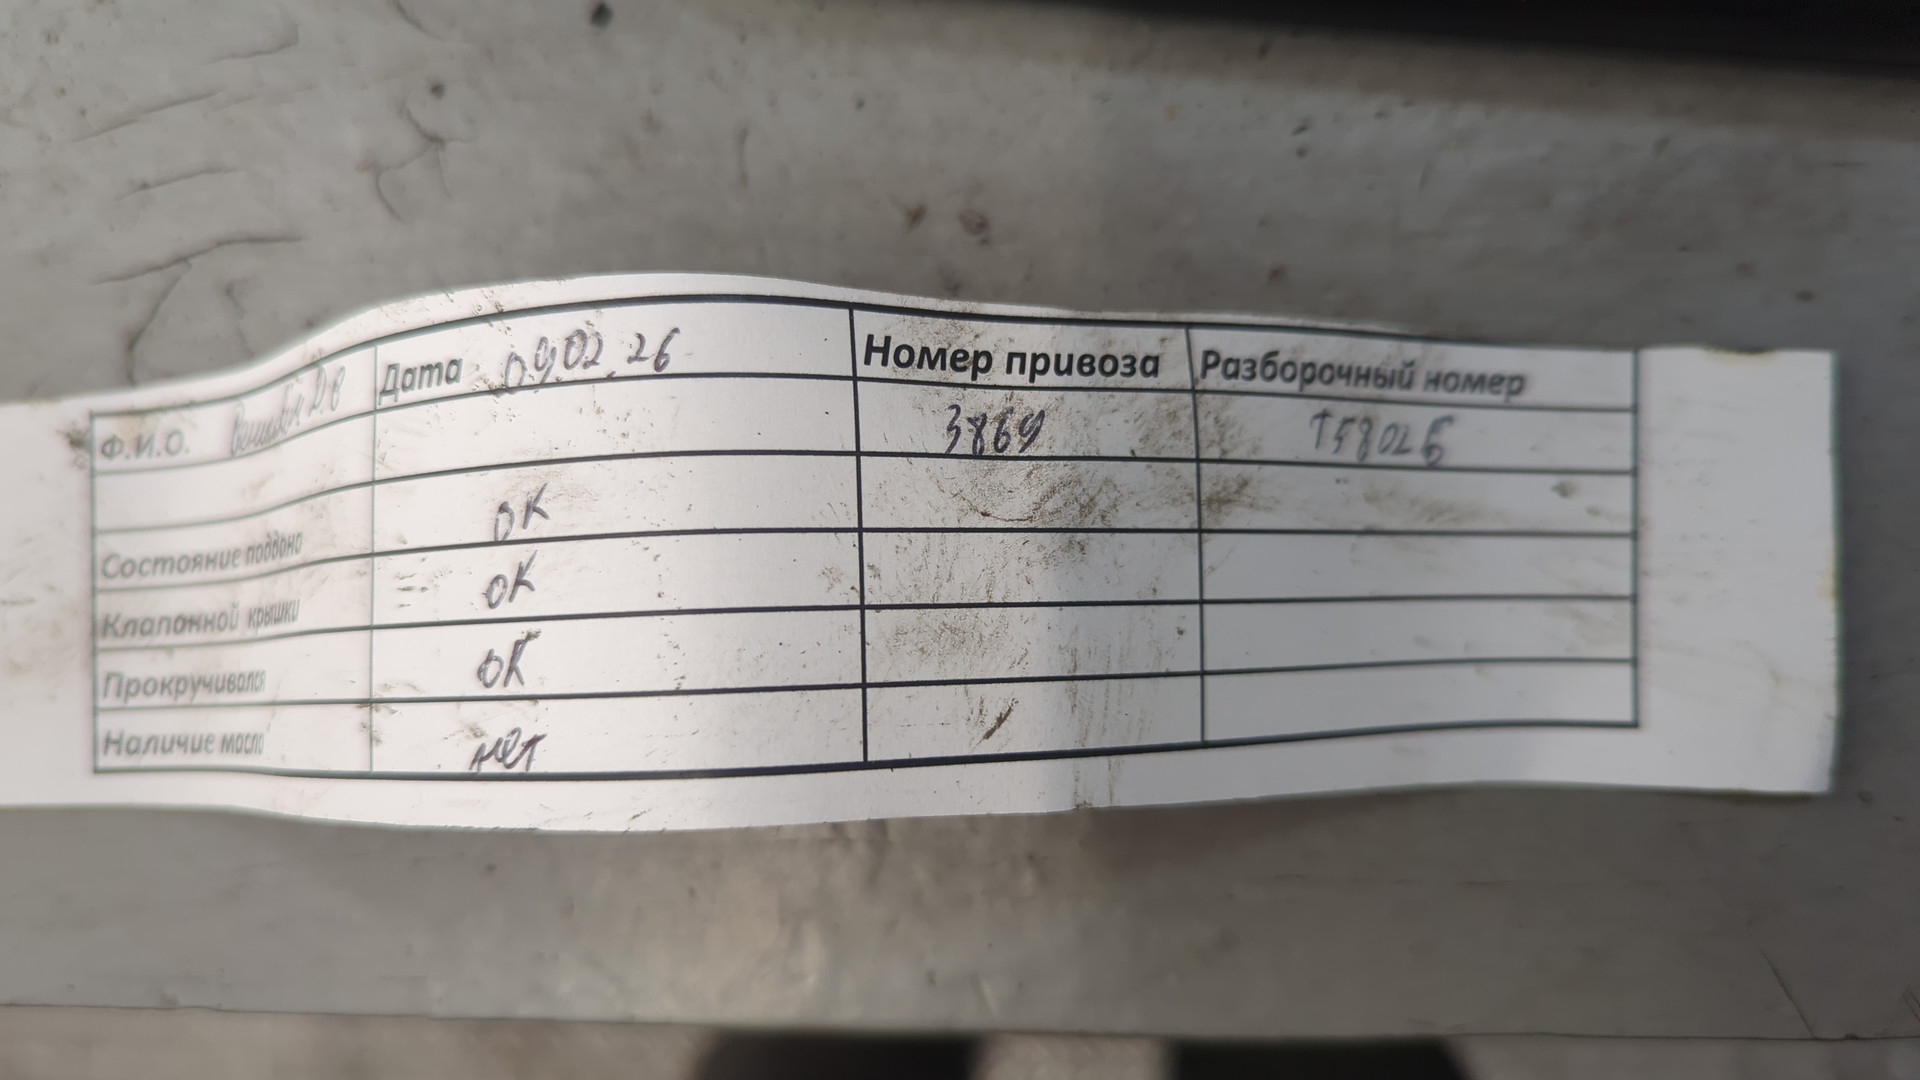 Ф.И.О. Д.В Дата 09.02.26 Номер привоза Разборочный номер
3869 Т5802Б
Состояние поддона ОК
Клапанной крышки ОК
Прокручивался ОК
Наличие масла нет